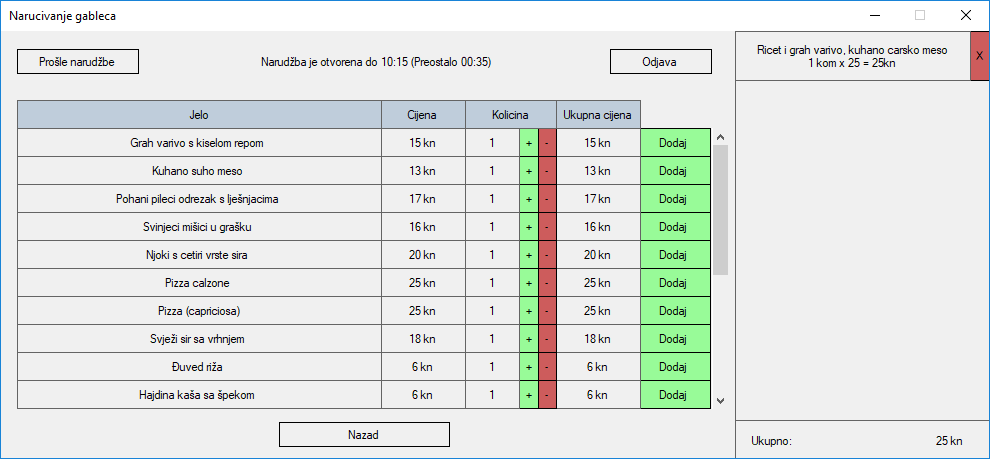 Narucivanje gableca
Prošle narudžbe
Narudžba je otvorena do 10:15 (Preostalo 00:35)
Odjava
Jelo Cijena Kolicina Ukupna cijena
Grah varivo s kiselom repom 15 kn 1 + - 15 kn Dodaj
Kuhano suho meso 13 kn 1 + - 13 kn Dodaj
Pohani pileci odrezak s lješnjacima 17 kn 1 + - 17 kn Dodaj
Svinjeci mišici u grašku 16 kn 1 + - 16 kn Dodaj
Njoki s cetiri vrste sira 20 kn 1 + - 20 kn Dodaj
Pizza calzone 25 kn 1 + - 25 kn Dodaj
Pizza (capriciosa) 25 kn 1 + - 25 kn Dodaj
Svježi sir sa vrhnjem 18 kn 1 + - 18 kn Dodaj
Đuved riža 6 kn 1 + - 6 kn Dodaj
Hajdina kaša sa špekom 6 kn 1 + - 6 kn Dodaj
Nazad
Ricet i grah varivo, kuhano carsko meso
1 kom x 25 = 25kn
X
Ukupno: 25 kn